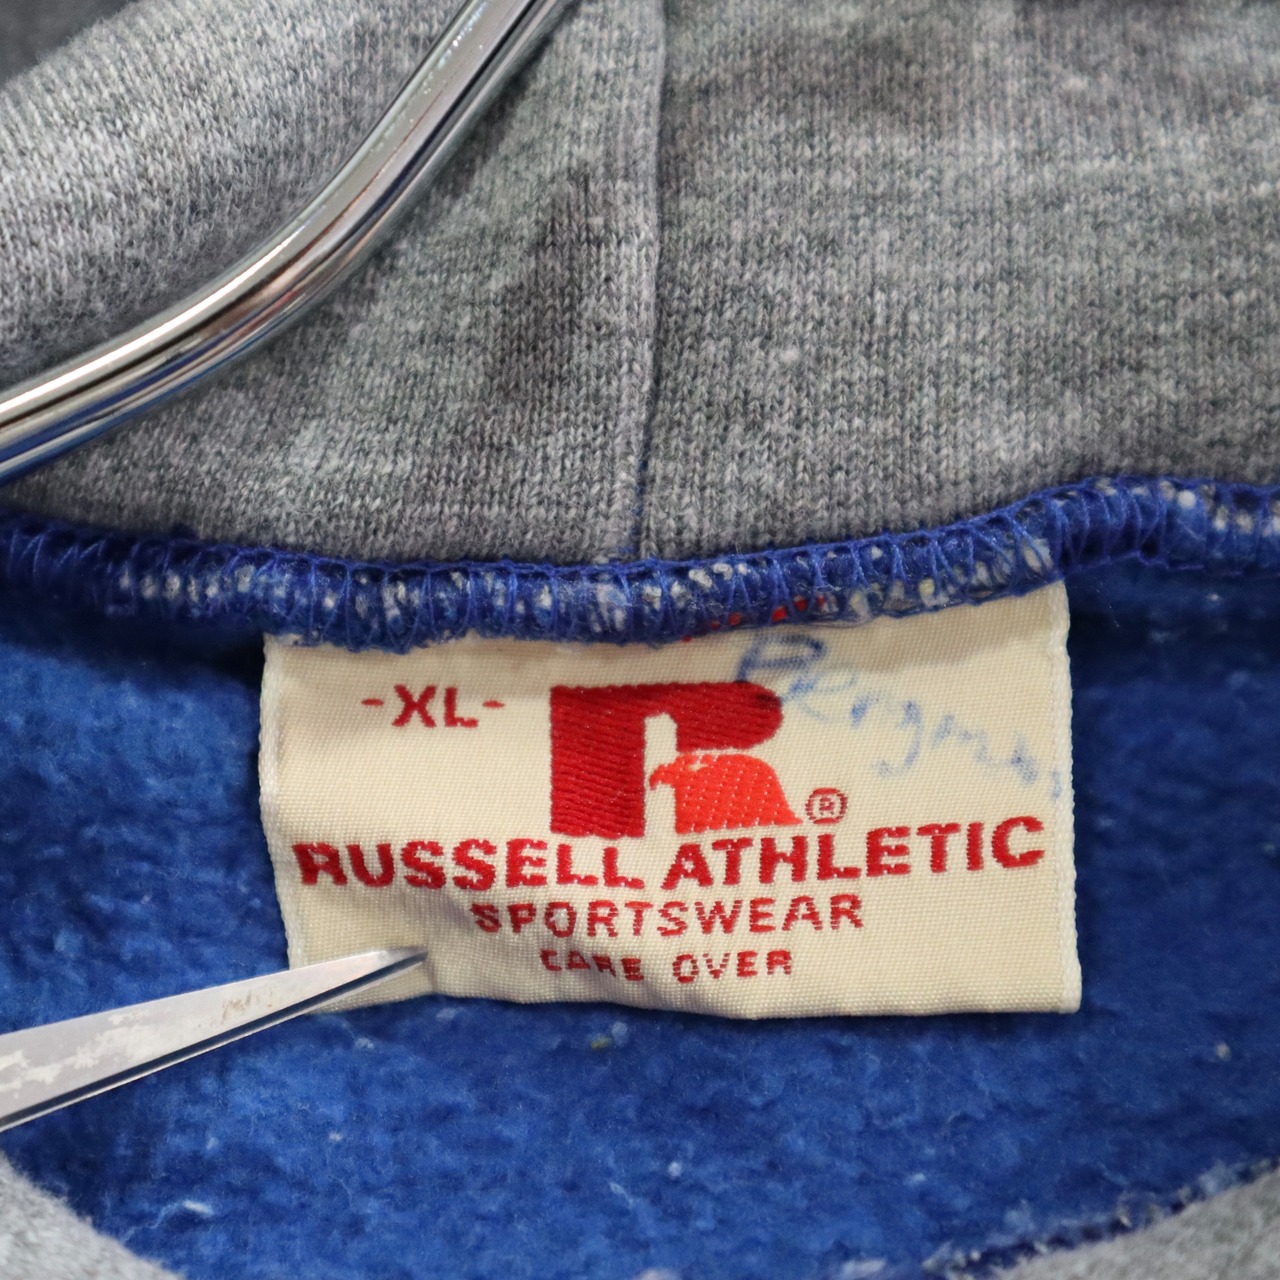 -XL-
R®
RUSSELL ATHLETIC
SPORTSWEAR
CARE OVER